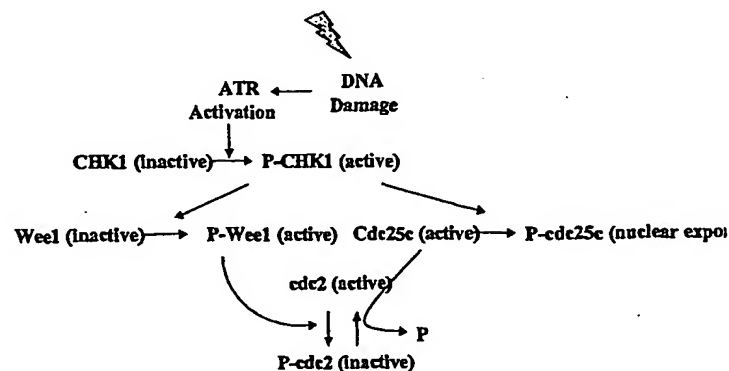 DNA
Damage
ATR
Activation
CHK1 (inactive)
P-CHK1 (active)
Wee1 (inactive)
P-Wee1 (active)
Cdc25c (active)
P-cdc25c (nuclear expo
cdc2 (active)
P
P-cdc2 (inactive)